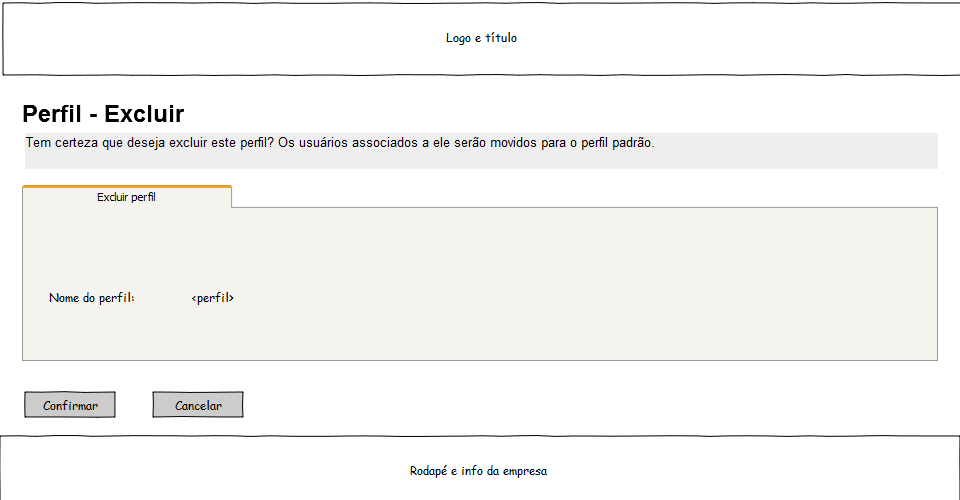 Logo e título
Perfil - Excluir
Tem certeza que deseja excluir este perfil? Os usuários associados a ele serão movidos para o perfil padrão.
Excluir perfil
Nome do perfil: <perfil>
Confirmar Cancelar
Rodapé e info da empresa